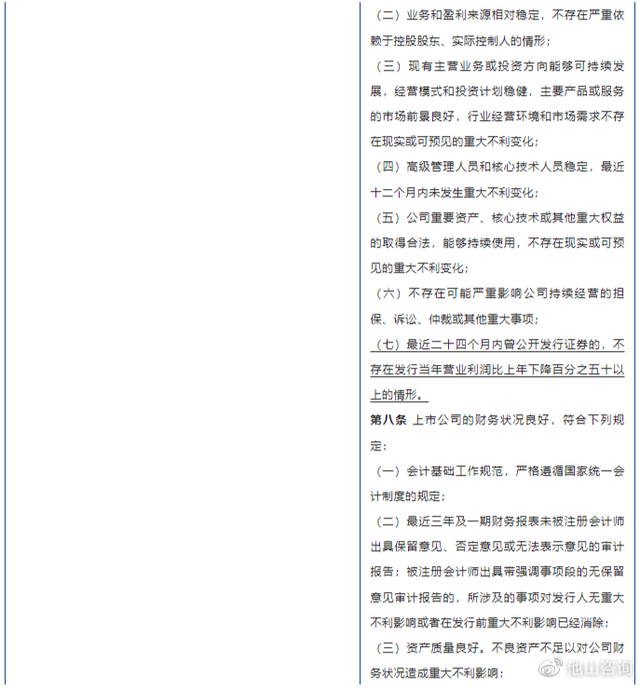 （二）业务和盈利来源相对稳定，不存在严重依
赖于控股股东、实际控制人的情形；
（三）现有主营业务或投资方向能够可持续发
展，经营模式和投资计划稳健，主要产品或服务
的市场前景良好，行业经营环境和市场需求不存
在现实或可预见的重大不利变化；
（四）高级管理人员和核心技术人员稳定，最近
十二个月内未发生重大不利变化；
（五）公司重要资产、核心技术或其他重大权益
的取得合法，能够持续使用，不存在现实或可预
见的重大不利变化；
（六）不存在可能严重影响公司持续经营的担
保、诉讼、仲裁或其他重大事项；
（七）最近二十四个月内曾公开发行证券的，不
存在发行当年营业利润比上年下降百分之五十以
上的情形。
第八条 上市公司的财务状况良好，符合下列规
定：
（一）会计基础工作规范，严格遵循国家统一会
计制度的规定；
（二）最近三年及一期财务报表未被注册会计师
出具保留意见、否定意见或无法表示意见的审计
报告；被注册会计师出具带强调事项段的无保留
意见审计报告的，所涉及的事项对发行人无重大
不利影响或者在发行前重大不利影响已经消除；
（三）资产质量良好。不良资产不足以对公司财
务状况造成重大不利影响；
@他山咨询